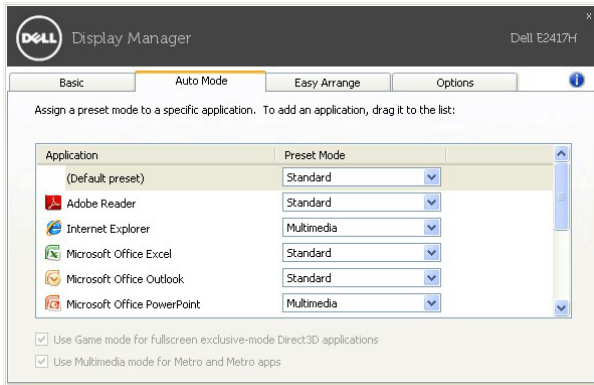 DELL Display Manager Dell E2417H
x
Basic Auto Mode Easy Arrange Options i
Assign a preset mode to a specific application. To add an application, drag it to the list:
Application Preset Mode
(Default preset) Standard
Adobe Reader Standard
Internet Explorer Multimedia
Microsoft Office Excel Standard
Microsoft Office Outlook Standard
Microsoft Office PowerPoint Multimedia
Use Game mode for fullscreen exclusive-mode Direct3D applications
Use Multimedia mode for Metro and Metro apps